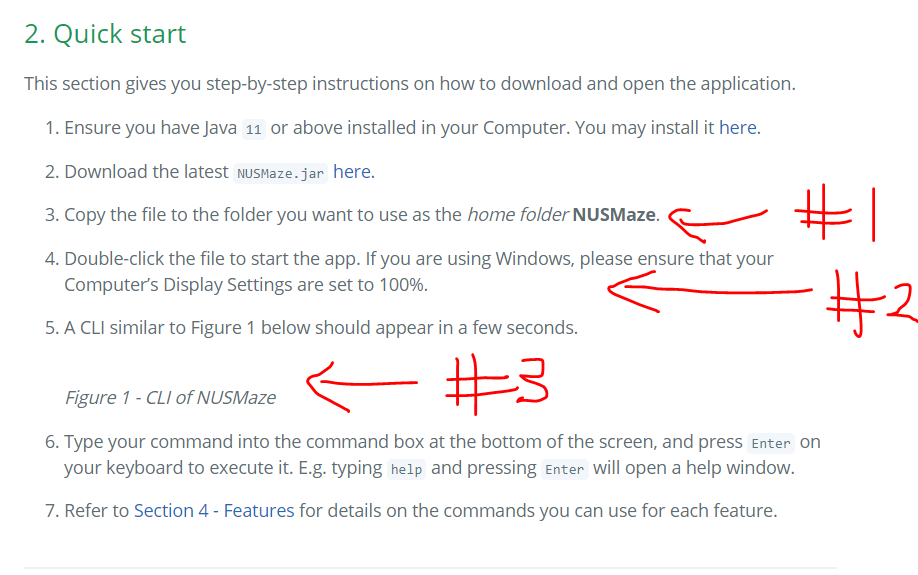 2. Quick start
This section gives you step-by-step instructions on how to download and open the application.
1. Ensure you have Java 11 or above installed in your Computer. You may install it here.
2. Download the latest NUSMaze.jar here.
3. Copy the file to the folder you want to use as the home folder NUSMaze.
#1
4. Double-click the file to start the app. If you are using Windows, please ensure that your
Computer's Display Settings are set to 100%.
#2
5. A CLI similar to Figure 1 below should appear in a few seconds.
#3
Figure 1 - CLI of NUSMaze
6. Type your command into the command box at the bottom of the screen, and press Enter on
your keyboard to execute it. E.g. typing help and pressing Enter will open a help window.
7. Refer to Section 4 - Features for details on the commands you can use for each feature.